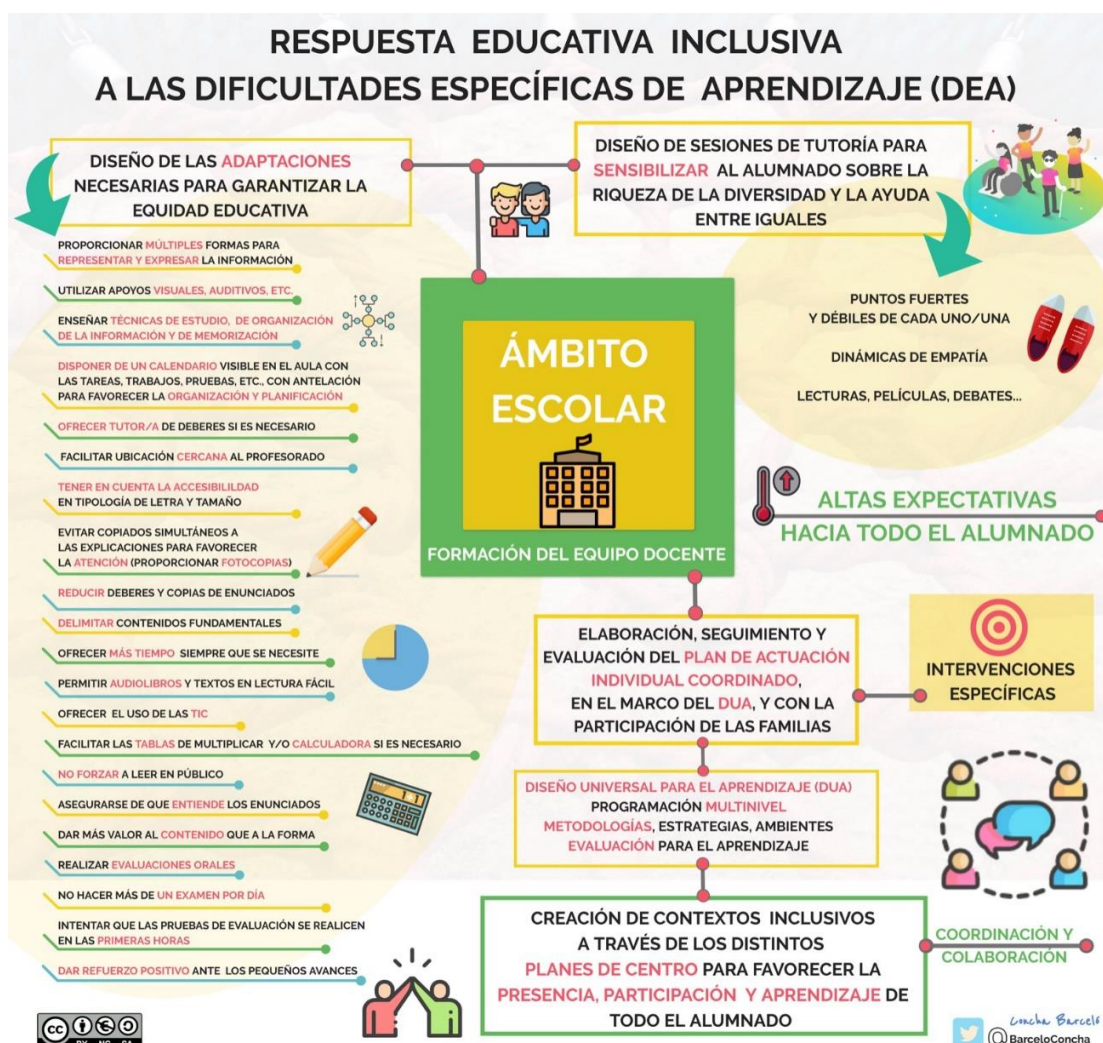 RESPUESTA EDUCATIVA INCLUSIVA
A LAS DIFICULTADES ESPECÍFICAS DE APRENDIZAJE (DEA)
DISEÑO DE LAS ADAPTACIONES
NECESARIAS PARA GARANTIZAR LA
EQUIDAD EDUCATIVA
PROPORCIONAR MÚLTIPLES FORMAS PARA
REPRESENTAR Y EXPRESAR LA INFORMACIÓN
UTILIZAR APOYOS VISUALES, AUDITIVOS, ETC.
ENSEÑAR TÉCNICAS DE ESTUDIO, DE ORGANIZACIÓN
DE LA INFORMACIÓN Y DE MEMORIZACIÓN
DISPONER DE UN CALENDARIO VISIBLE EN EL AULA CON
LAS TAREAS, TRABAJOS, PRUEBAS, ETC., CON ANTELACIÓN
PARA FAVORECER LA ORGANIZACIÓN Y PLANIFICACIÓN
OFRECER TUTOR/A DE DEBERES SI ES NECESARIO
FACILITAR UBICACIÓN CERCANA AL PROFESORADO
TENER EN CUENTA LA ACCESIBILILDAD
EN TIPOLOGÍA DE LETRA Y TAMAÑO
EVITAR COPIADOS SIMULTÁNEOS A
LAS EXPLICACIONES PARA FAVORECER
LA ATENCIÓN (PROPORCIONAR FOTOCOPIAS)
REDUCIR DEBERES Y COPIAS DE ENUNCIADOS
DELIMITAR CONTENIDOS FUNDAMENTALES
OFRECER MÁS TIEMPO SIEMPRE QUE SE NECESITE
PERMITIR AUDIOLIBROS Y TEXTOS EN LECTURA FÁCIL
OFRECER EL USO DE LAS TIC
FACILITAR LAS TABLAS DE MULTIPLICAR Y/O CALCULADORA SI ES NECESARIO
NO FORZAR A LEER EN PÚBLICO
ASEGURARSE DE QUE ENTIENDE LOS ENUNCIADOS
DAR MÁS VALOR AL CONTENIDO QUE A LA FORMA
REALIZAR EVALUACIONES ORALES
NO HACER MÁS DE UN EXAMEN POR DÍA
INTENTAR QUE LAS PRUEBAS DE EVALUACIÓN SE REALICEN
EN LAS PRIMERAS HORAS
DAR REFUERZO POSITIVO ANTE LOS PEQUEÑOS AVANCES
DISEÑO DE SESIONES DE TUTORÍA PARA
SENSIBILIZAR AL ALUMNADO SOBRE LA
RIQUEZA DE LA DIVERSIDAD Y LA AYUDA
ENTRE IGUALES
PUNTOS FUERTES
Y DÉBILES DE CADA UNO/UNA
DINÁMICAS DE EMPATÍA
LECTURAS, PELÍCULAS, DEBATES...
ÁMBITO
ESCOLAR
FORMACIÓN DEL EQUIPO DOCENTE
ALTAS EXPECTATIVAS
HACIA TODO EL ALUMNADO
ELABORACIÓN, SEGUIMIENTO Y
EVALUACIÓN DEL PLAN DE ACTUACIÓN
INDIVIDUAL COORDINADO,
EN EL MARCO DEL DUA, Y CON LA
PARTICIPACIÓN DE LAS FAMILIAS
INTERVENCIONES
ESPECÍFICAS
DISEÑO UNIVERSAL PARA EL APRENDIZAJE (DUA)
PROGRAMACIÓN MULTINIVEL
METODOLOGÍAS, ESTRATEGIAS, AMBIENTES
EVALUACIÓN PARA EL APRENDIZAJE
CREACIÓN DE CONTEXTOS INCLUSIVOS
A TRAVÉS DE LOS DISTINTOS
PLANES DE CENTRO PARA FAVORECER LA
PRESENCIA, PARTICIPACIÓN Y APRENDIZAJE DE
TODO EL ALUMNADO
COORDINACIÓN Y
COLABORACIÓN
cc
BY NC SA
Concha Barceló
@BarceloConcha